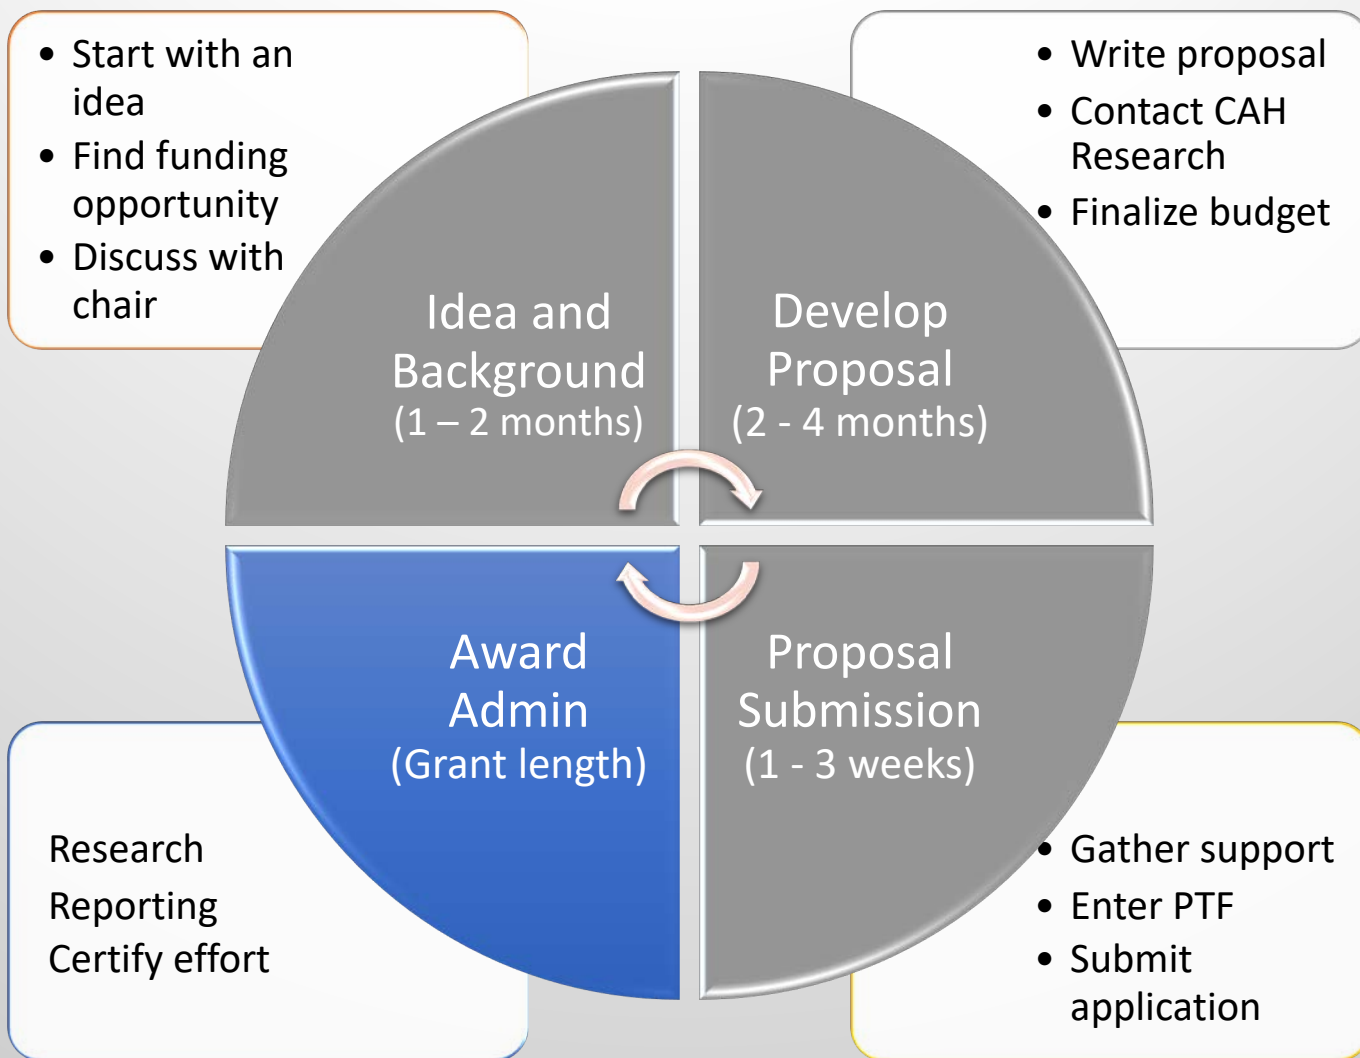 • Start with an
idea
• Find funding
opportunity
• Discuss with
chair
• Write proposal
• Contact CAH
Research
• Finalize budget
Idea and
Background
(1 – 2 months)
Develop
Proposal
(2 - 4 months)
Award
Admin
(Grant length)
Proposal
Submission
(1 - 3 weeks)
Research
Reporting
Certify effort
• Gather support
• Enter PTF
• Submit
application